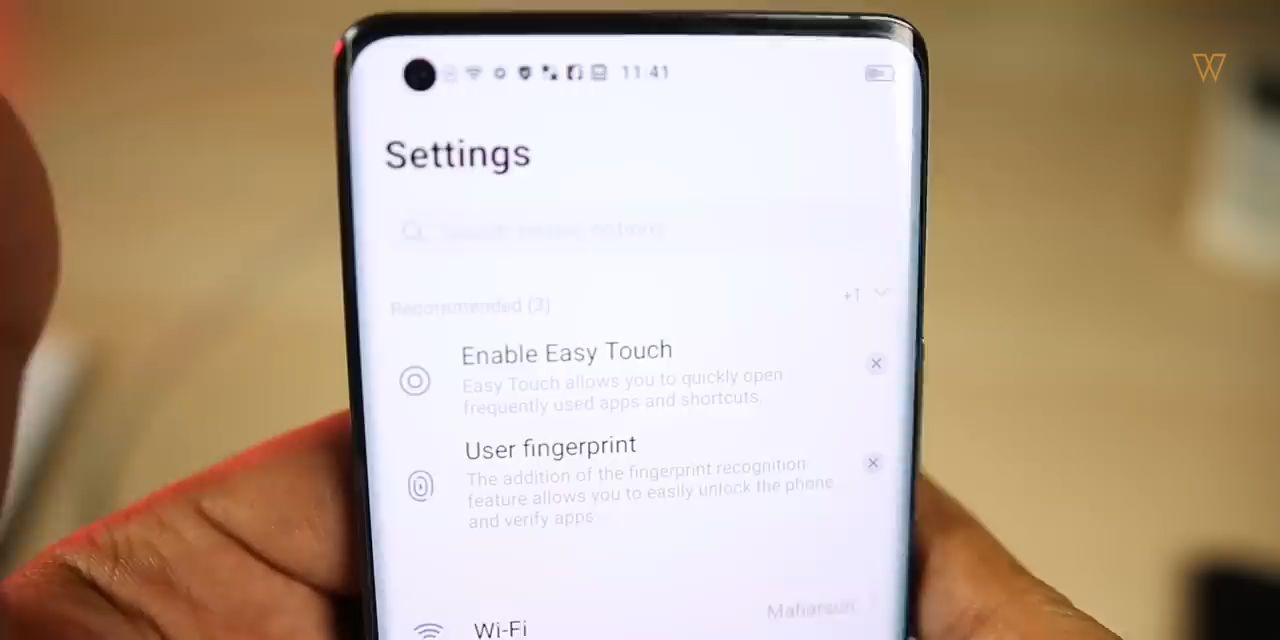 11:41
Settings
Recommended (3)
+1
Enable Easy Touch
Easy Touch allows you to quickly open
frequently used apps and shortcuts.
User fingerprint
The addition of the fingerprint recognition
feature allows you to easily unlock the phone
and verify apps
Wi-Fi